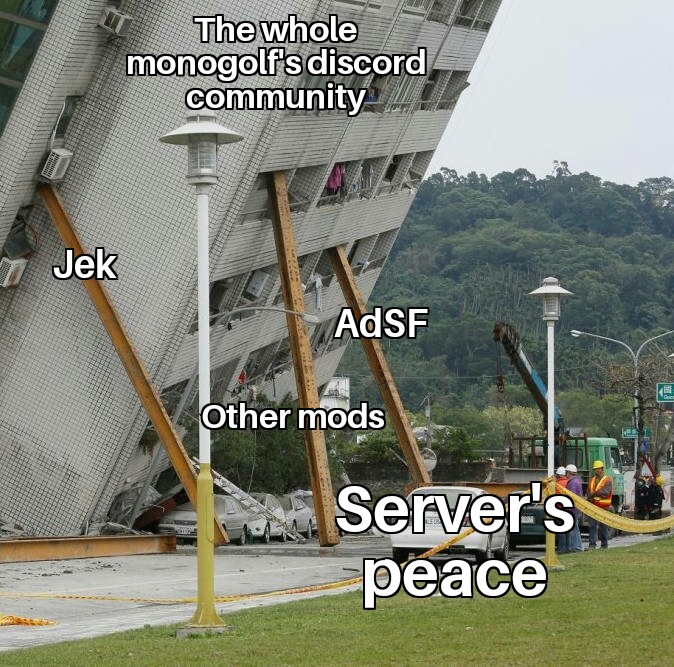 The whole
monogolf's discord
community
Jek
AdSF
Other mods
Server's
peace